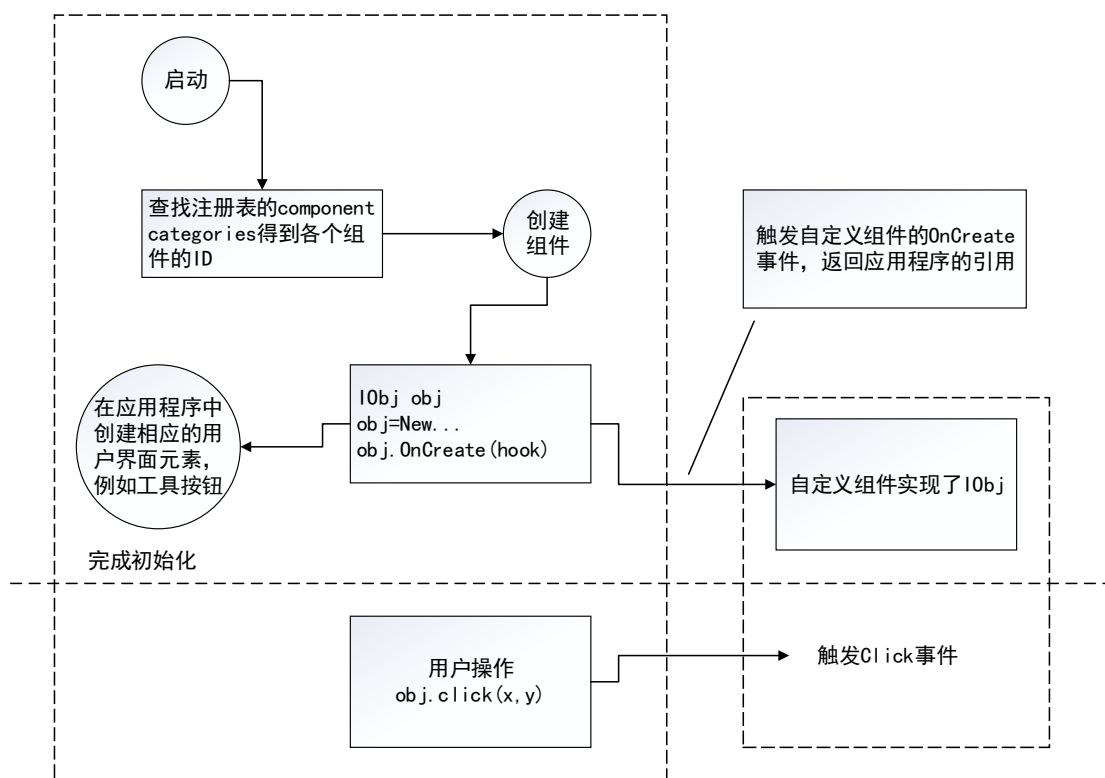 启动
查找注册表的component
categories得到各个组
件的ID
创建
组件
触发自定义组件的OnCreate
事件，返回应用程序的引用
IObj obj
obj=New...
obj.OnCreate(hook)
在应用程序中
创建相应的用
户界面元素，
例如工具按钮
自定义组件实现了IObj
完成初始化
用户操作
obj.click(x,y)
触发Click事件